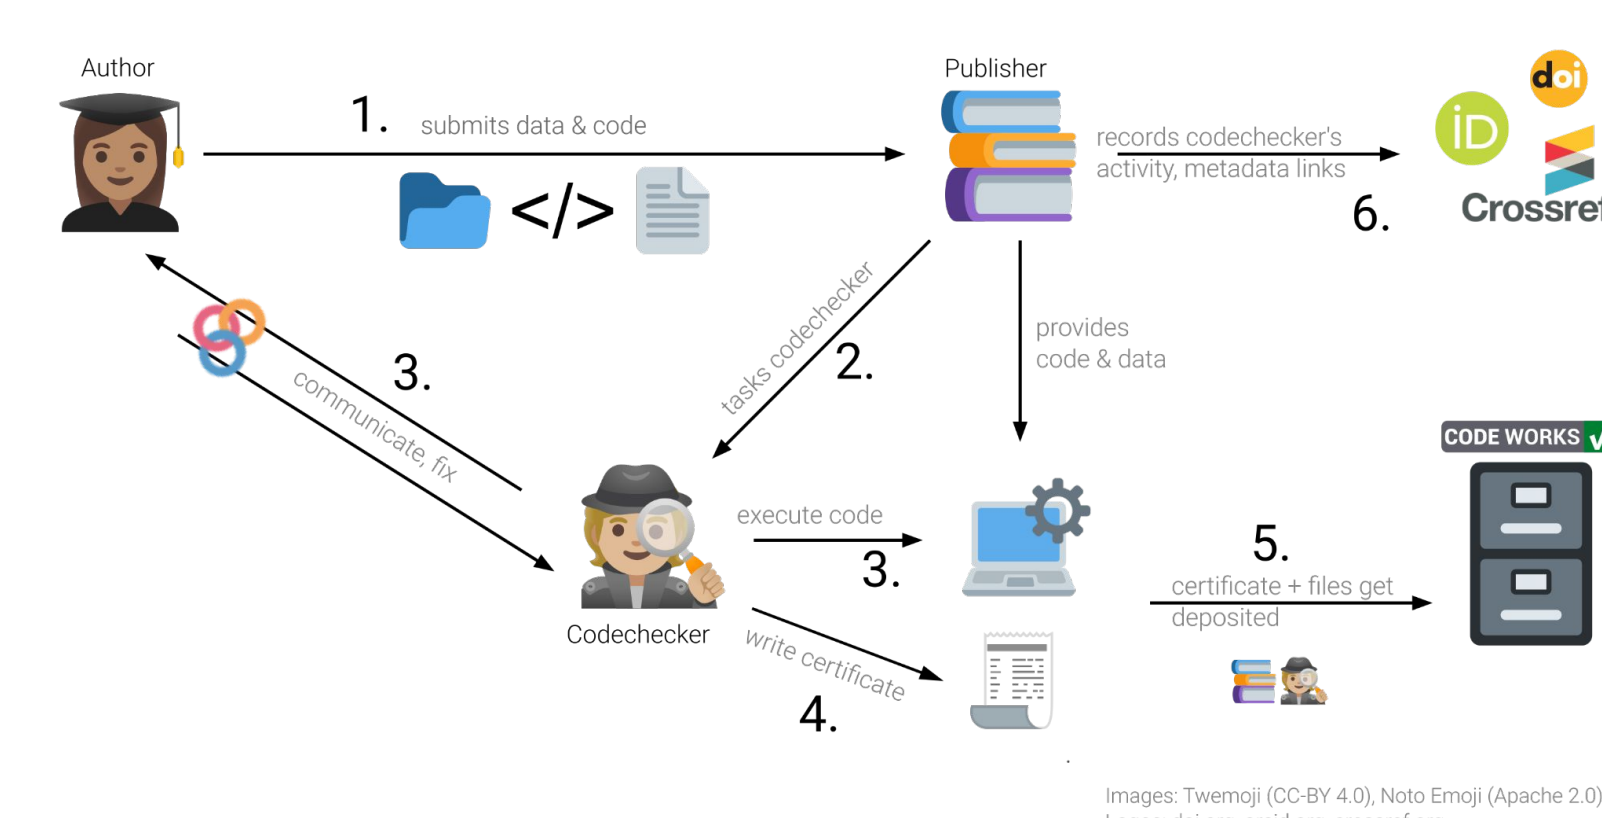 Author
Publisher
doi
iD
1.
submits data & code
records codechecker's
activity, metadata links
</>
6.
Crossref
tasks codechecker
2.
provides
code & data
3.
communicate, fix
CODE WORKS
execute code
3.
5.
certificate + files get
deposited
Codechecker
write certificate
4.
Images: Twemoji (CC-BY 4.0), Noto Emoji (Apache 2.0)